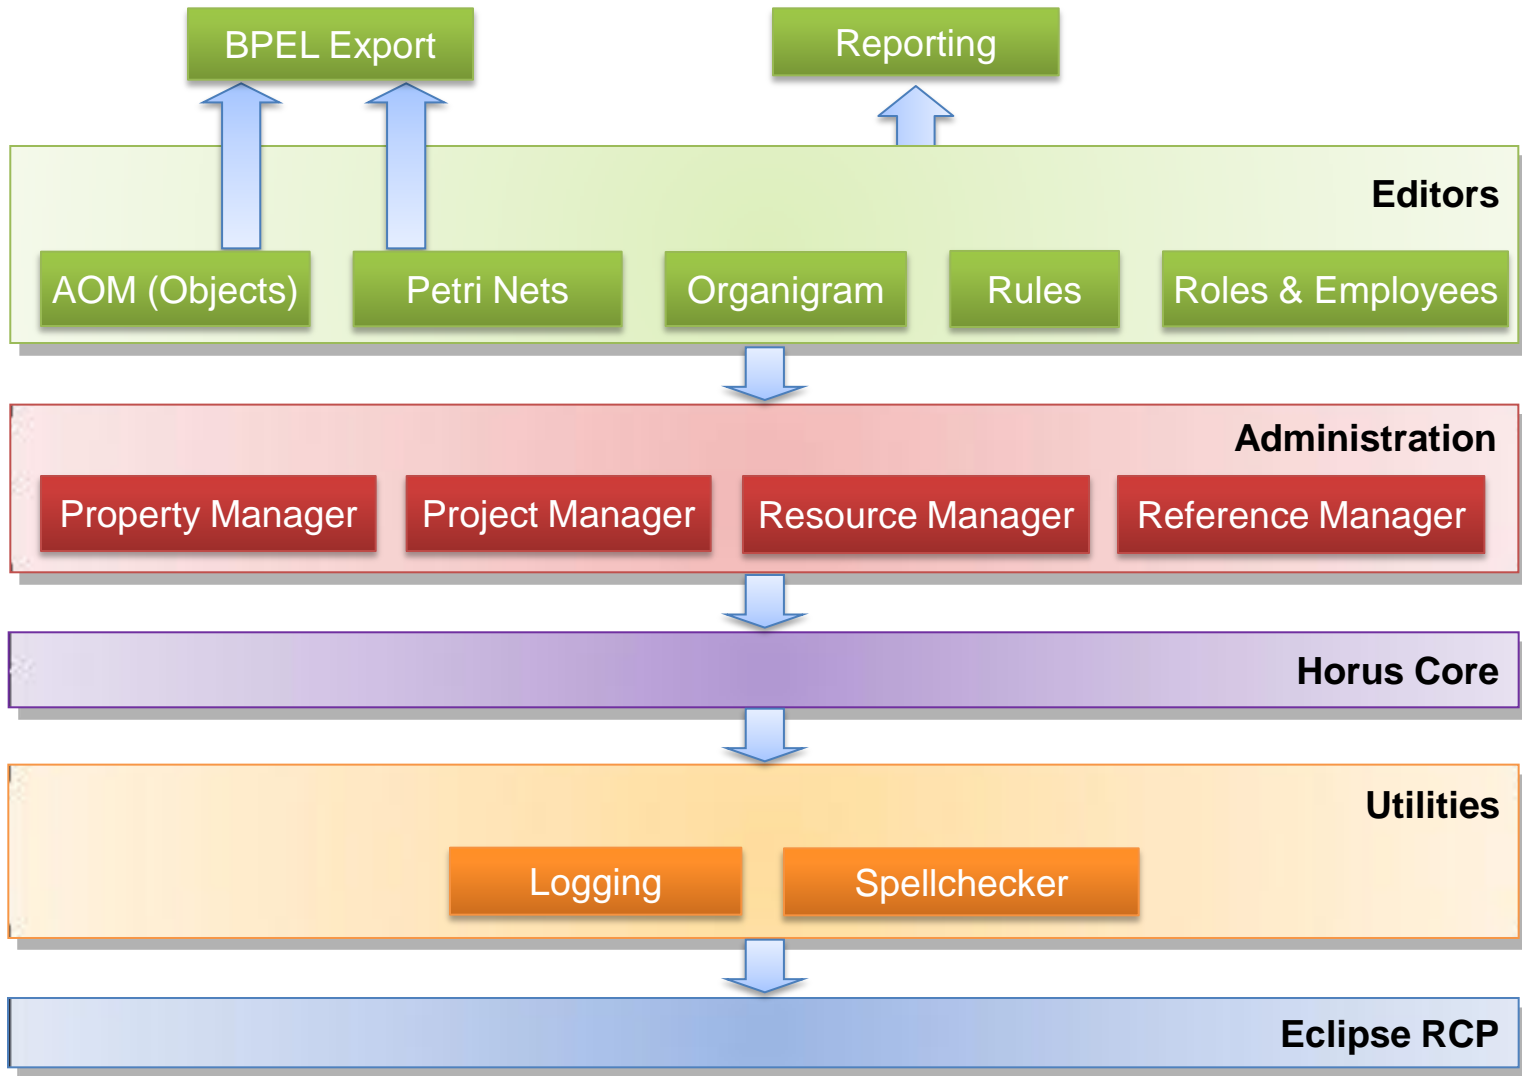 BPEL Export
Reporting
Editors
AOM (Objects)
Petri Nets
Organigram
Rules
Roles & Employees
Administration
Property Manager
Project Manager
Resource Manager
Reference Manager
Horus Core
Utilities
Logging
Spellchecker
Eclipse RCP